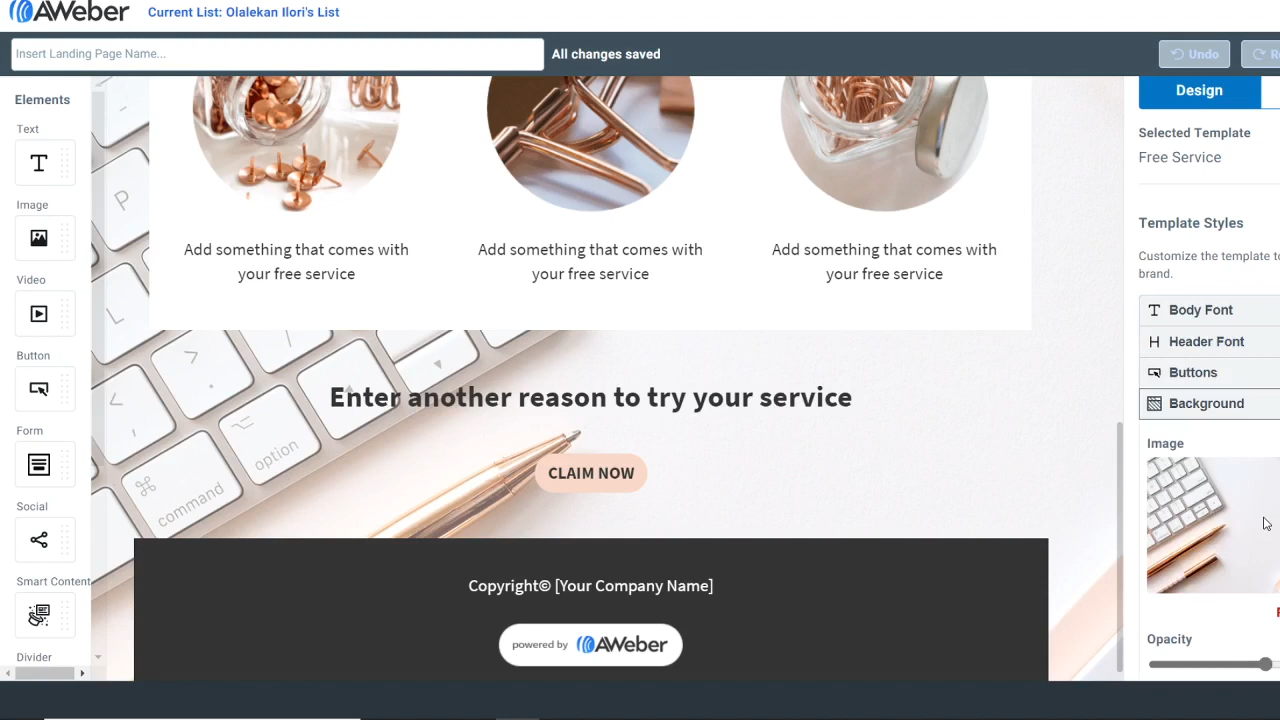 AWeber
Current List: Olalekan Ilori's List
Insert Landing Page Name...
All changes saved
Undo
Elements
Text
Image
Video
Button
Form
Social
Smart Content
Divider
P
L
option
command
Add something that comes with
your free service
Add something that comes with
your free service
Add something that comes with
your free service
Enter another reason to try your service
CLAIM NOW
Copyright© [Your Company Name]
powered by AWeber
Design
Selected Template
Free Service
Template Styles
Customize the template to
brand.
Body Font
Header Font
Buttons
Background
Image
Opacity